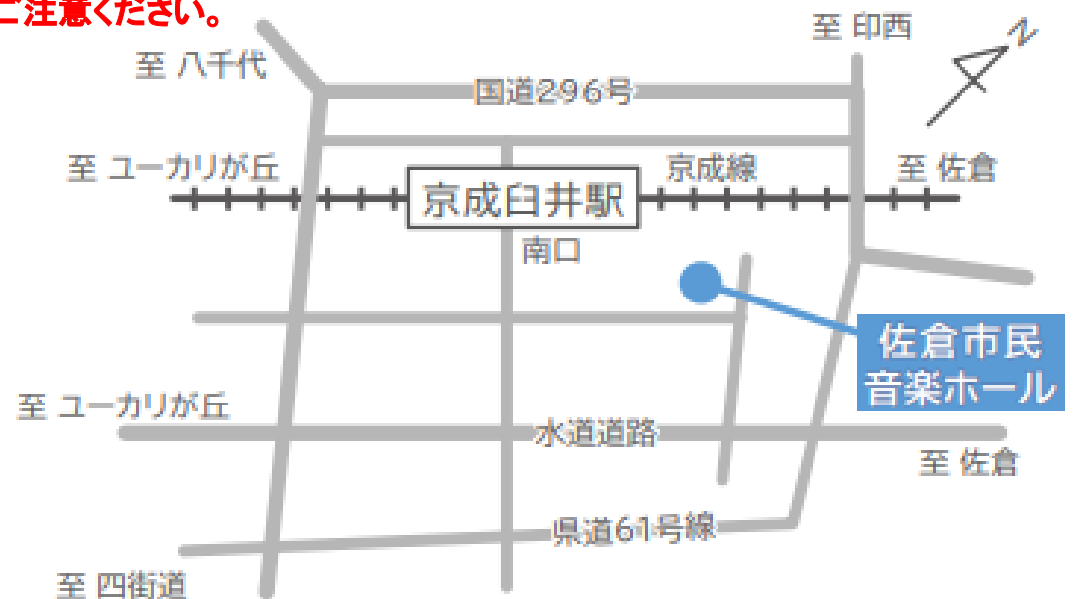 ご注意ください。
至 印西
N
至 八千代
国道296号
至 ユーカリが丘
京成線
至 佐倉
京成臼井駅
南口
佐倉市民
音楽ホール
至 ユーカリが丘
水道道路
至 佐倉
県道61号線
至 四街道